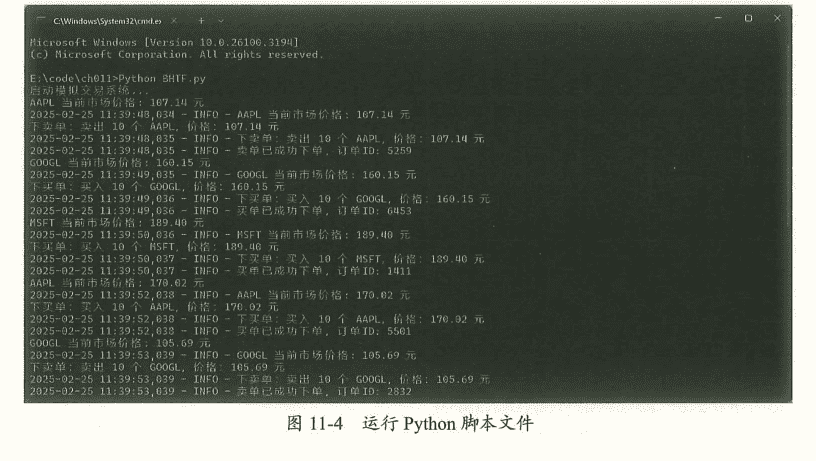 C:\Windows\System32\cmd.e
Microsoft Windows [Version 10.0.26100.3194]
(c) Microsoft Corporation. All rights reserved.
E:\code\ch011>Python BHTF.py
启动模拟交易系统...
AAPL 当前市场价格: 107.14 元
2025-02-25 11:39:48,034 - INFO - AAPL 当前市场价格: 107.14 元
下卖单: 卖出 10 个 AAPL, 价格: 107.14 元
2025-02-25 11:39:48,035 - INFO - 下卖单: 卖出 10 个 AAPL, 价格: 107.14 元
2025-02-25 11:39:48,035 - INFO - 卖单已成功下单, 订单ID: 5259
GOOGL 当前市场价格: 160.15 元
2025-02-25 11:39:49,035 - INFO - GOOGL 当前市场价格: 160.15 元
下买单: 买入 10 个 GOOGL, 价格: 160.15 元
2025-02-25 11:39:49,036 - INFO - 下买单: 买入 10 个 GOOGL, 价格: 160.15 元
2025-02-25 11:39:49,036 - INFO - 买单已成功下单, 订单ID: 6453
MSFT 当前市场价格: 189.40 元
2025-02-25 11:39:50,036 - INFO - MSFT 当前市场价格: 189.40 元
下买单: 买入 10 个 MSFT, 价格: 189.40 元
2025-02-25 11:39:50,037 - INFO - 下买单: 买入 10 个 MSFT, 价格: 189.40 元
2025-02-25 11:39:50,037 - INFO - 买单已成功下单, 订单ID: 1411
AAPL 当前市场价格: 170.02 元
2025-02-25 11:39:52,038 - INFO - AAPL 当前市场价格: 170.02 元
下买单: 买入 10 个 AAPL, 价格: 170.02 元
2025-02-25 11:39:52,038 - INFO - 下买单: 买入 10 个 AAPL, 价格: 170.02 元
2025-02-25 11:39:52,038 - INFO - 买单已成功下单, 订单ID: 5501
GOOGL 当前市场价格: 105.69 元
2025-02-25 11:39:53,039 - INFO - GOOGL 当前市场价格: 105.69 元
下卖单: 卖出 10 个 GOOGL, 价格: 105.69 元
2025-02-25 11:39:53,039 - INFO - 下卖单: 卖出 10 个 GOOGL, 价格: 105.69 元
2025-02-25 11:39:53,039 - INFO - 卖单已成功下单, 订单ID: 2832
图 11-4 运行 Python 脚本文件